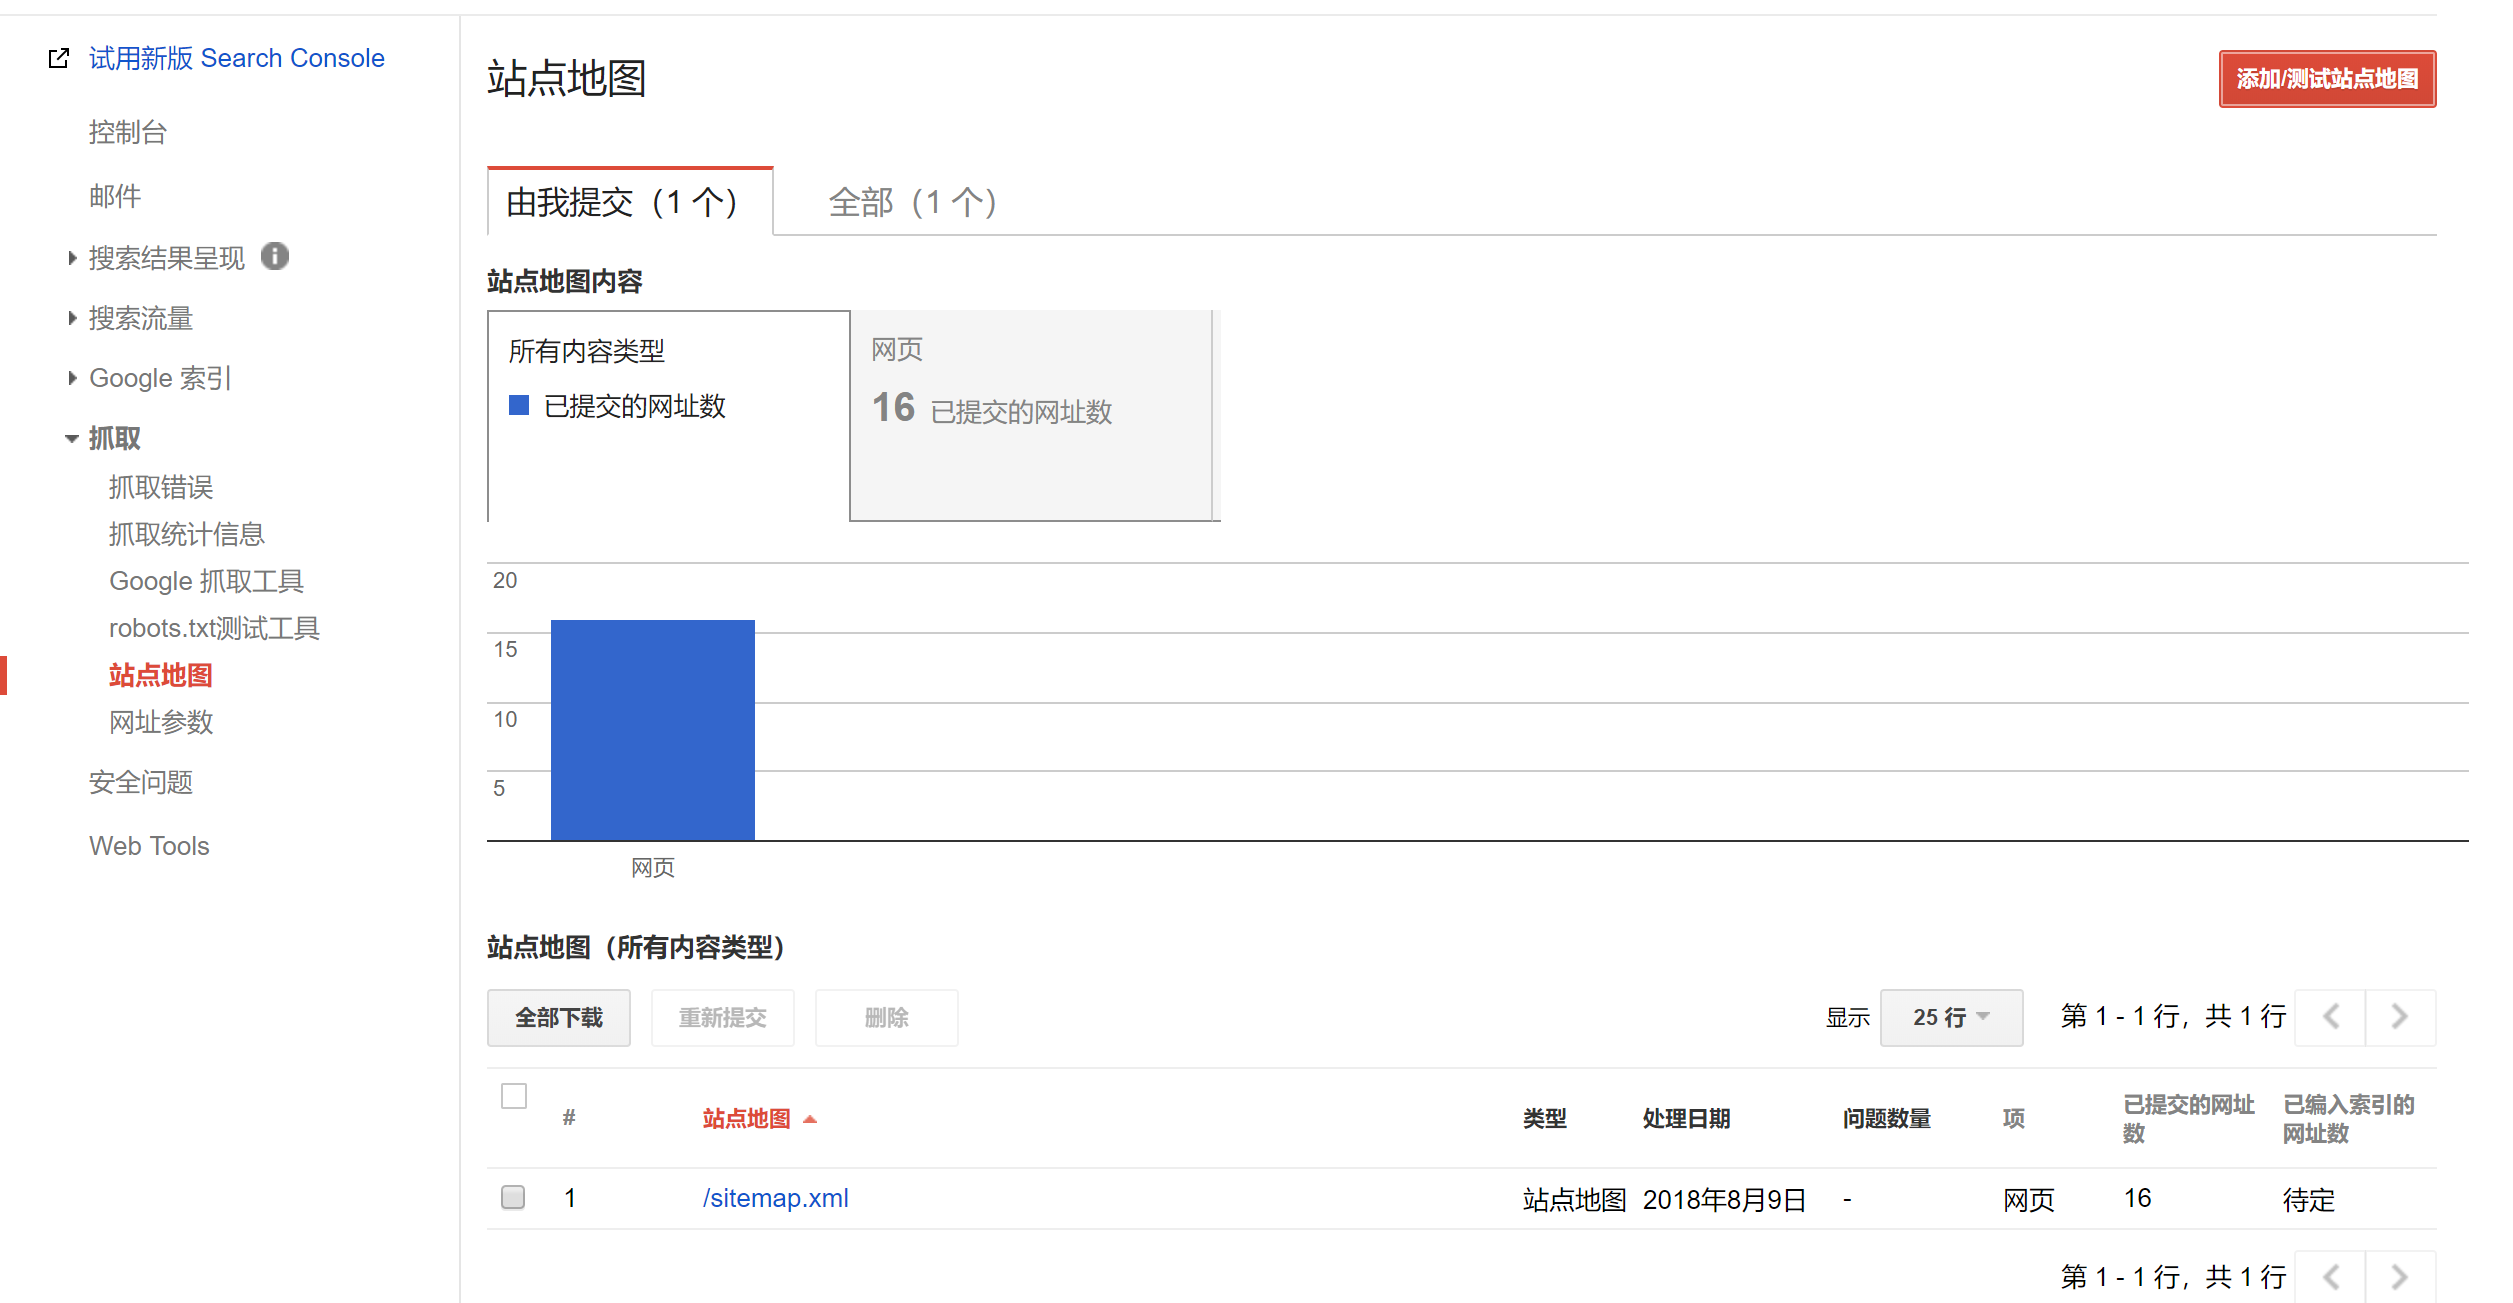 试用新版 Search Console
控制台
邮件
搜索结果呈现
搜索流量
Google 索引
抓取
抓取错误
抓取统计信息
Google 抓取工具
robots.txt测试工具
站点地图
网址参数
安全问题
Web Tools
站点地图
添加/测试站点地图
由我提交（1 个） 全部（1 个）
站点地图内容
所有内容类型
已提交的网址数
网页
16 已提交的网址数
20
15
10
5
网页
站点地图（所有内容类型）
全部下载 重新提交 删除 显示 25 行 第 1 - 1 行，共 1 行
# 站点地图 类型 处理日期 问题数量 项 已提交的网址数 已编入索引的网址数
1 /sitemap.xml 站点地图 2018年8月9日 - 网页 16 待定
第 1 - 1 行，共 1 行